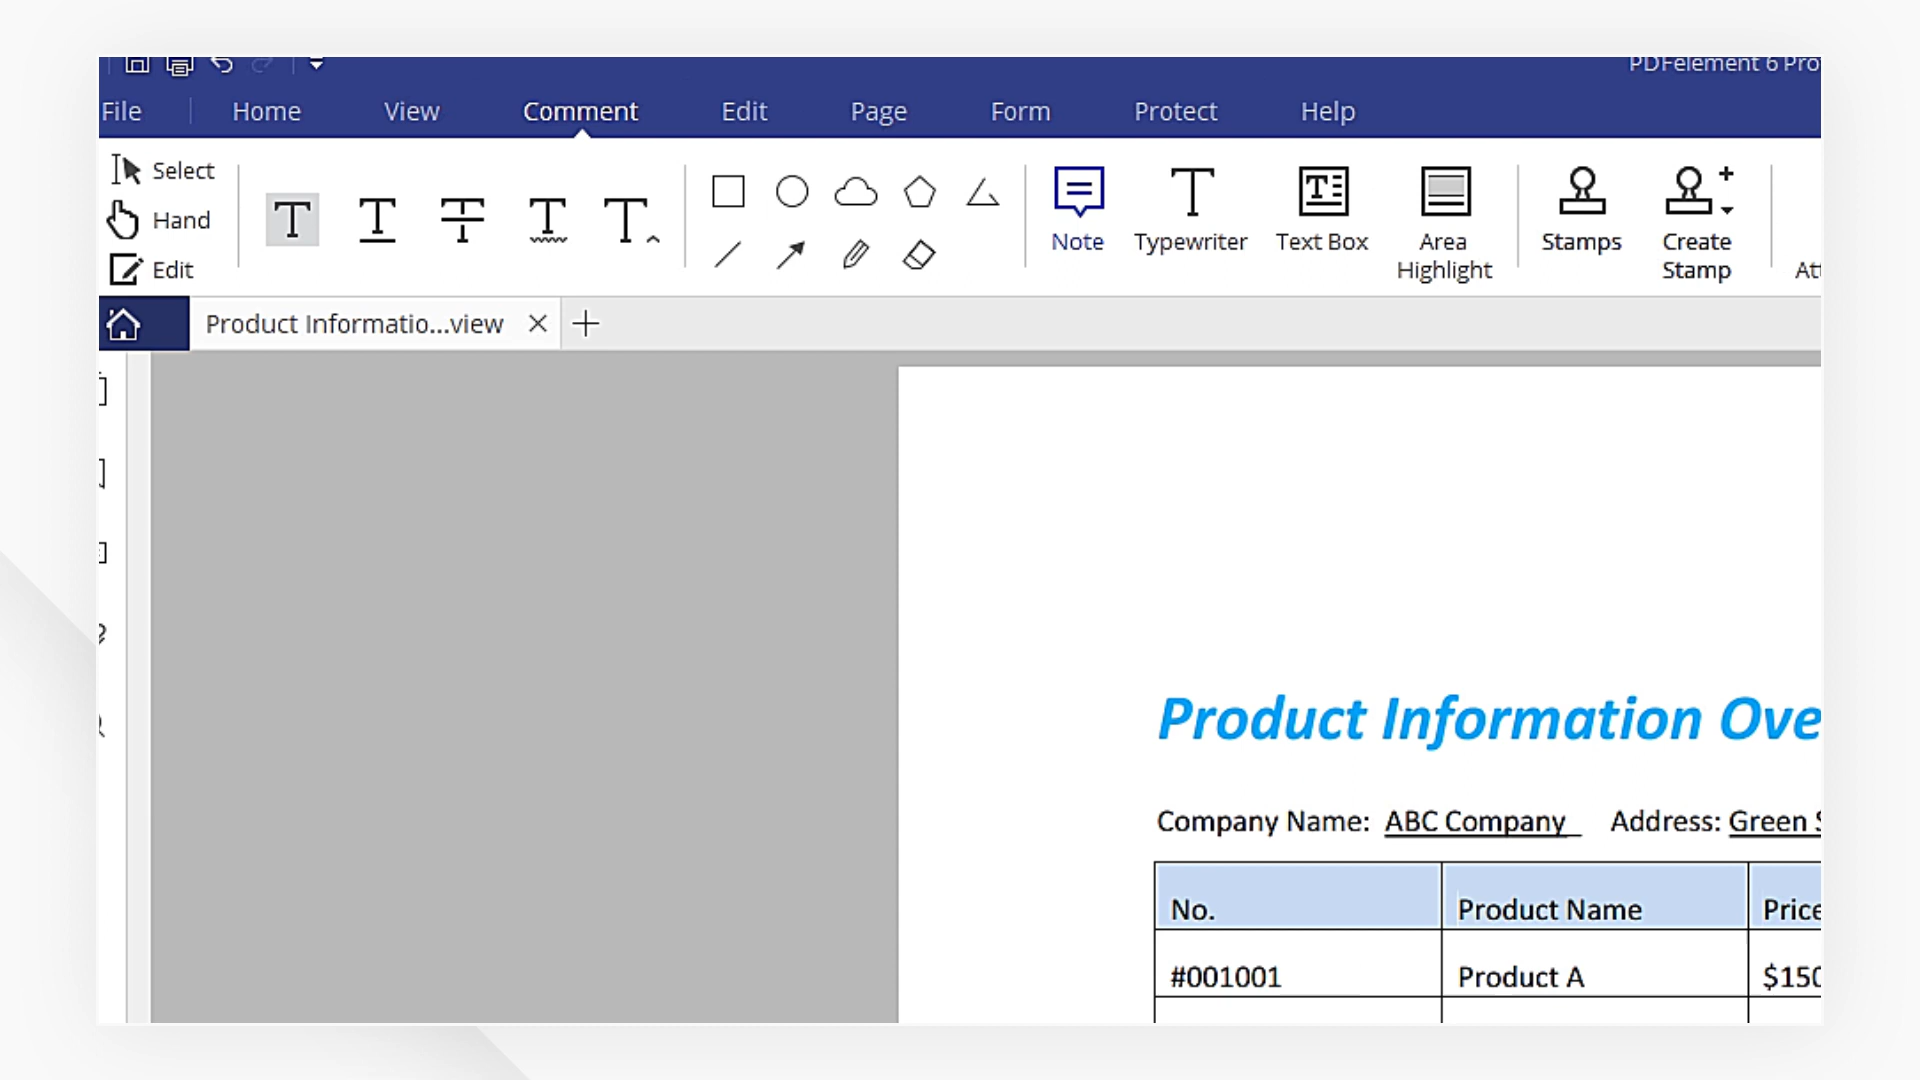 PDFelement 6 Pro
File Home View Comment Edit Page Form Protect Help
Select
Hand
Edit
Note Typewriter Text Box Area Highlight Stamps Create Stamp
Product Informatio...view
Product Information Ove
Company Name: ABC Company Address: Green
No. Product Name Price
#001001 Product A $150